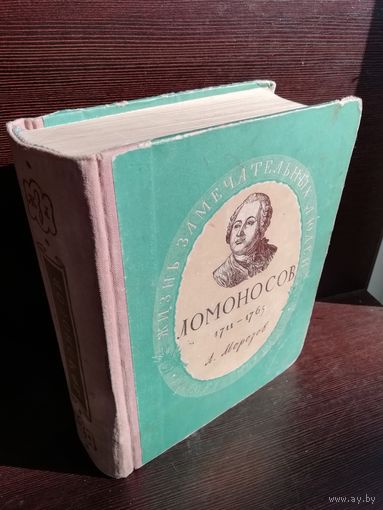 ЖИЗНЬ ЗАМЕЧАТЕЛЬНЫХ ЛЮДЕЙ
ЛОМОНОСОВ
1711–1765
А. Морозов
www.ay.by